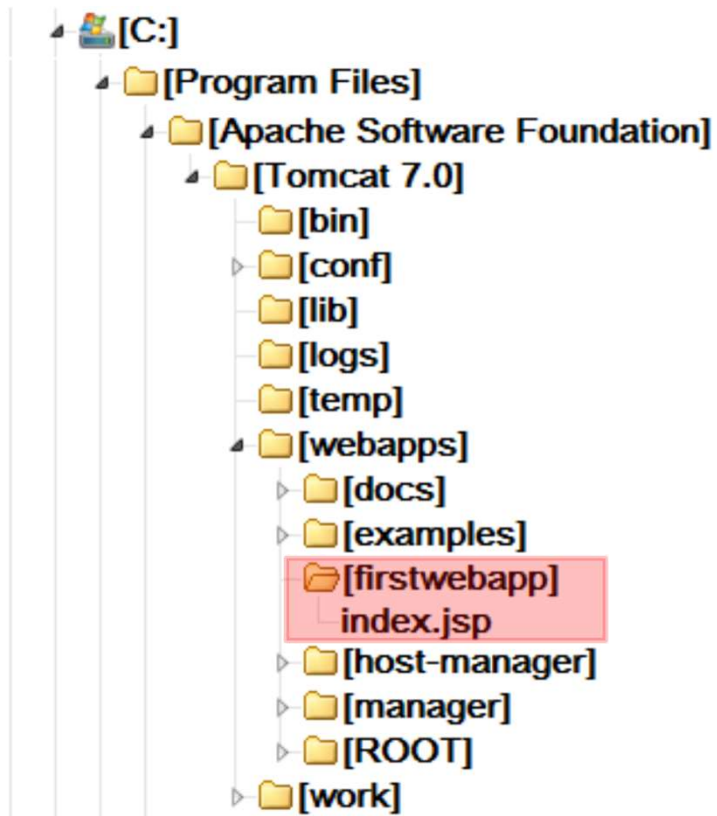 [C:]
[Program Files]
[Apache Software Foundation]
[Tomcat 7.0]
[bin]
[conf]
[lib]
[logs]
[temp]
[webapps]
[docs]
[examples]
[firstwebapp]
index.jsp
[host-manager]
[manager]
[ROOT]
[work]